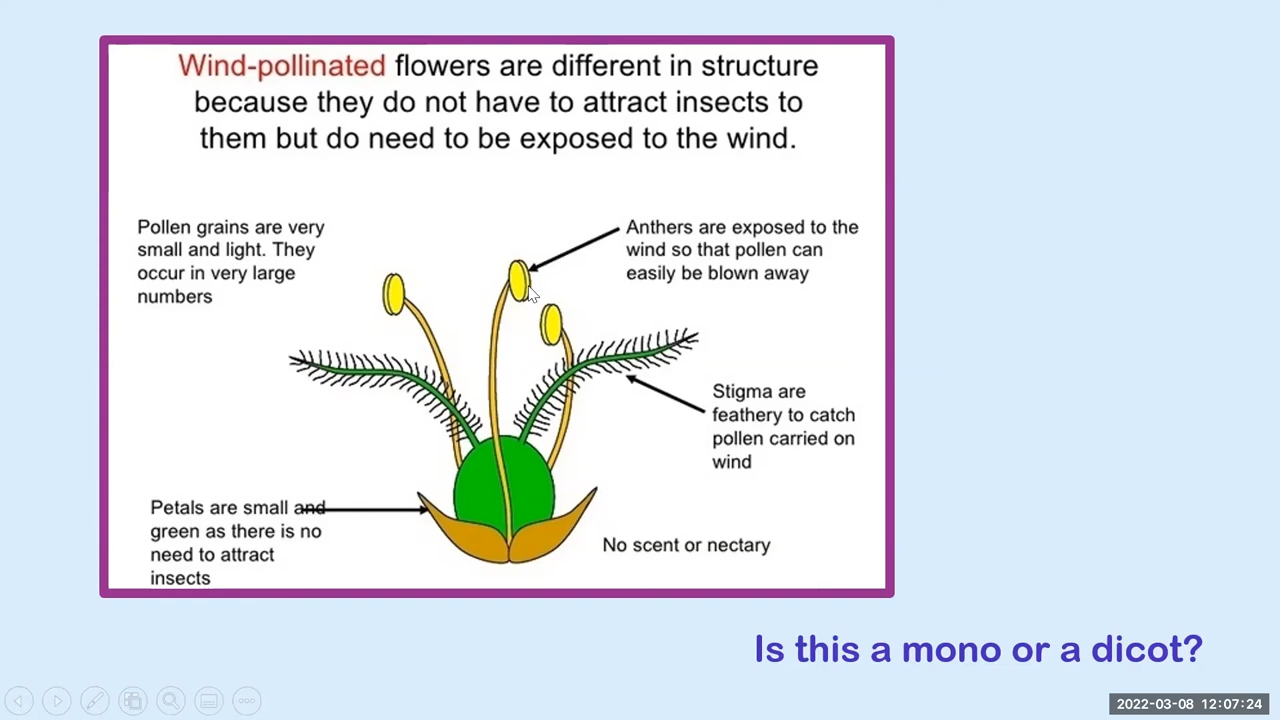 Wind-pollinated flowers are different in structure
because they do not have to attract insects to
them but do need to be exposed to the wind.
Pollen grains are very
small and light. They
occur in very large
numbers
Anthers are exposed to the
wind so that pollen can
easily be blown away
Stigma are
feathery to catch
pollen carried on
wind
Petals are small and
green as there is no
need to attract
insects
No scent or nectary
Is this a mono or a dicot?
2022-03-08 12:07:24